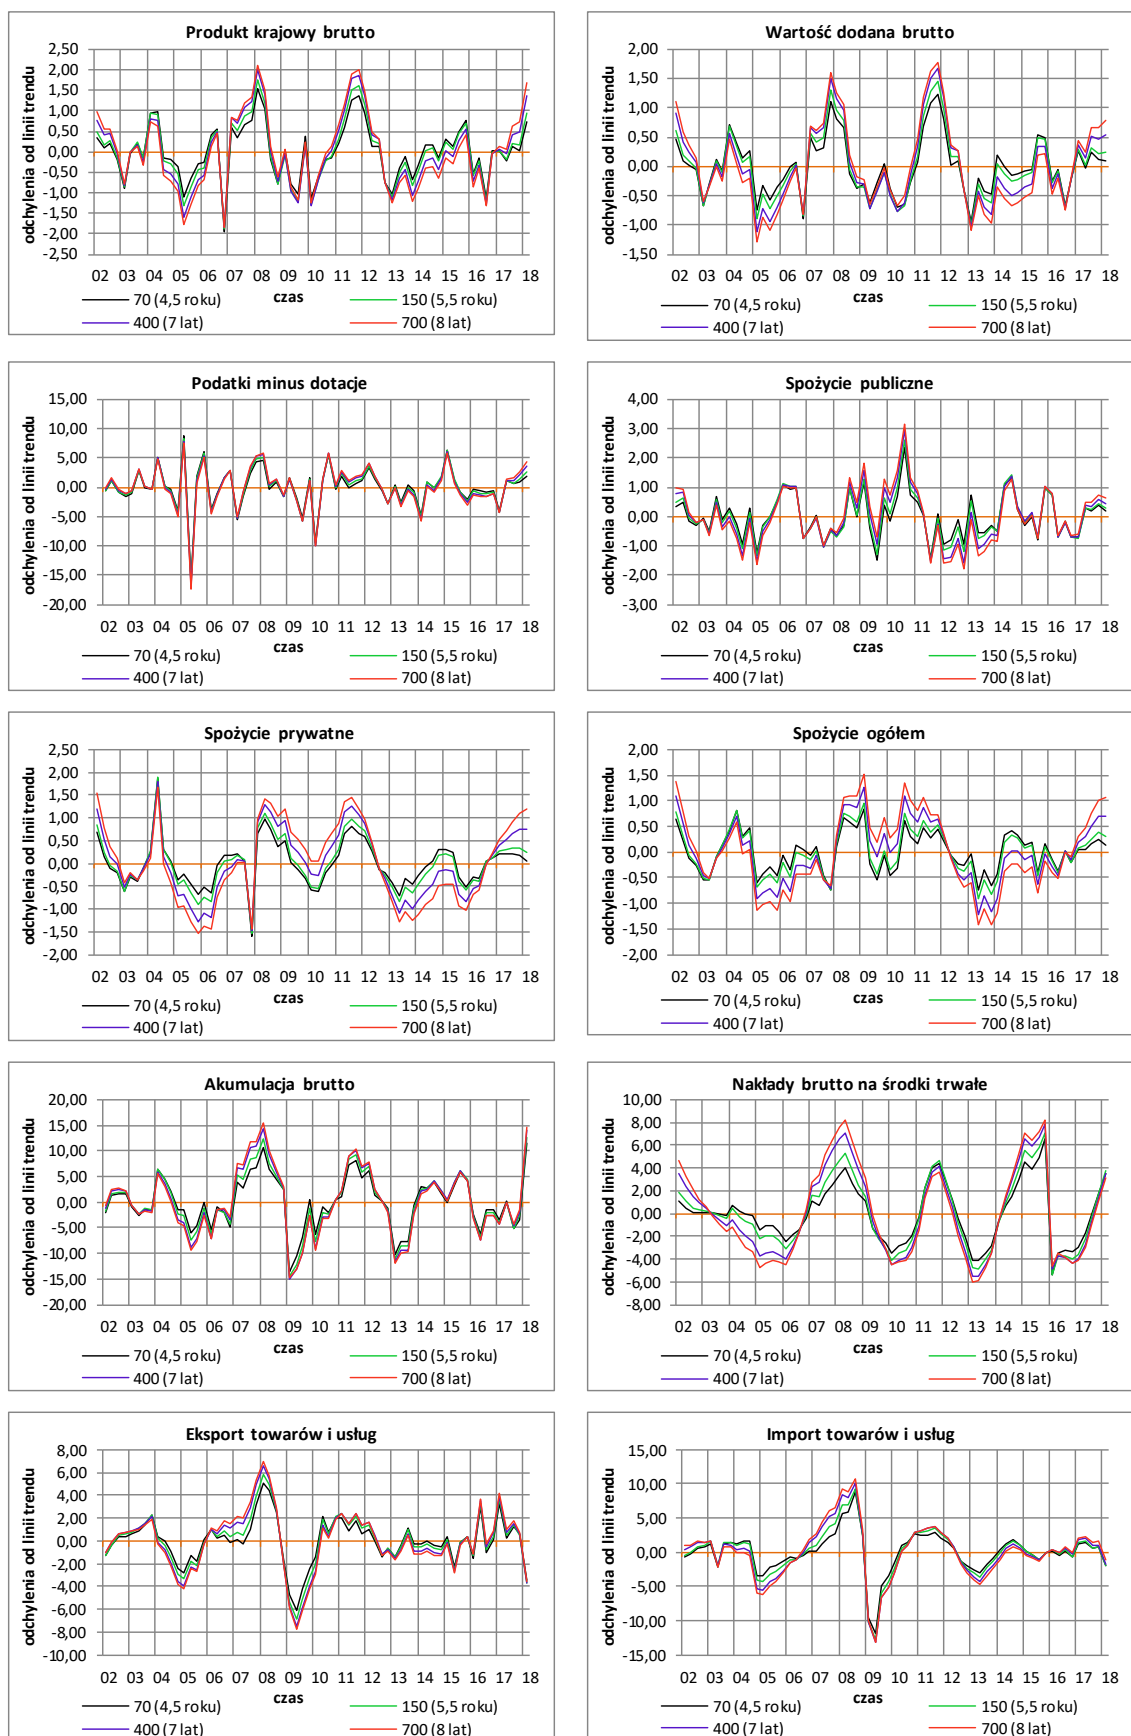 Produkt krajowy brutto
odchylenia od linii trendu
2,50
2,00
1,50
1,00
0,50
0,00
-0,50
-1,00
-1,50
-2,00
-2,50
02 03 04 05 06 07 08 09 10 11 12 13 14 15 16 17 18
czas
70 (4,5 roku) 150 (5,5 roku)
400 (7 lat) 700 (8 lat)
Wartość dodana brutto
odchylenia od linii trendu
2,00
1,50
1,00
0,50
0,00
-0,50
-1,00
-1,50
02 03 04 05 06 07 08 09 10 11 12 13 14 15 16 17 18
czas
70 (4,5 roku) 150 (5,5 roku)
400 (7 lat) 700 (8 lat)
Podatki minus dotacje
odchylenia od linii trendu
15,00
10,00
5,00
0,00
-5,00
-10,00
-15,00
-20,00
02 03 04 05 06 07 08 09 10 11 12 13 14 15 16 17 18
czas
70 (4,5 roku) 150 (5,5 roku)
400 (7 lat) 700 (8 lat)
Spożycie publiczne
odchylenia od linii trendu
4,00
3,00
2,00
1,00
0,00
-1,00
-2,00
-3,00
02 03 04 05 06 07 08 09 10 11 12 13 14 15 16 17 18
czas
70 (4,5 roku) 150 (5,5 roku)
400 (7 lat) 700 (8 lat)
Spożycie prywatne
odchylenia od linii trendu
2,50
2,00
1,50
1,00
0,50
0,00
-0,50
-1,00
-1,50
-2,00
02 03 04 05 06 07 08 09 10 11 12 13 14 15 16 17 18
czas
70 (4,5 roku) 150 (5,5 roku)
400 (7 lat) 700 (8 lat)
Spożycie ogółem
odchylenia od linii trendu
2,00
1,50
1,00
0,50
0,00
-0,50
-1,00
-1,50
-2,00
02 03 04 05 06 07 08 09 10 11 12 13 14 15 16 17 18
czas
70 (4,5 roku) 150 (5,5 roku)
400 (7 lat) 700 (8 lat)
Akumulacja brutto
odchylenia od linii trendu
20,00
15,00
10,00
5,00
0,00
-5,00
-10,00
-15,00
-20,00
02 03 04 05 06 07 08 09 10 11 12 13 14 15 16 17 18
czas
70 (4,5 roku) 150 (5,5 roku)
400 (7 lat) 700 (8 lat)
Nakłady brutto na środki trwałe
odchylenia od linii trendu
10,00
8,00
6,00
4,00
2,00
0,00
-2,00
-4,00
-6,00
-8,00
02 03 04 05 06 07 08 09 10 11 12 13 14 15 16 17 18
czas
70 (4,5 roku) 150 (5,5 roku)
400 (7 lat) 700 (8 lat)
Eksport towarów i usług
odchylenia od linii trendu
8,00
6,00
4,00
2,00
0,00
-2,00
-4,00
-6,00
-8,00
-10,00
02 03 04 05 06 07 08 09 10 11 12 13 14 15 16 17 18
czas
70 (4,5 roku) 150 (5,5 roku)
400 (7 lat) 700 (8 lat)
Import towarów i usług
odchylenia od linii trendu
15,00
10,00
5,00
0,00
-5,00
-10,00
-15,00
02 03 04 05 06 07 08 09 10 11 12 13 14 15 16 17 18
czas
70 (4,5 roku) 150 (5,5 roku)
400 (7 lat) 700 (8 lat)